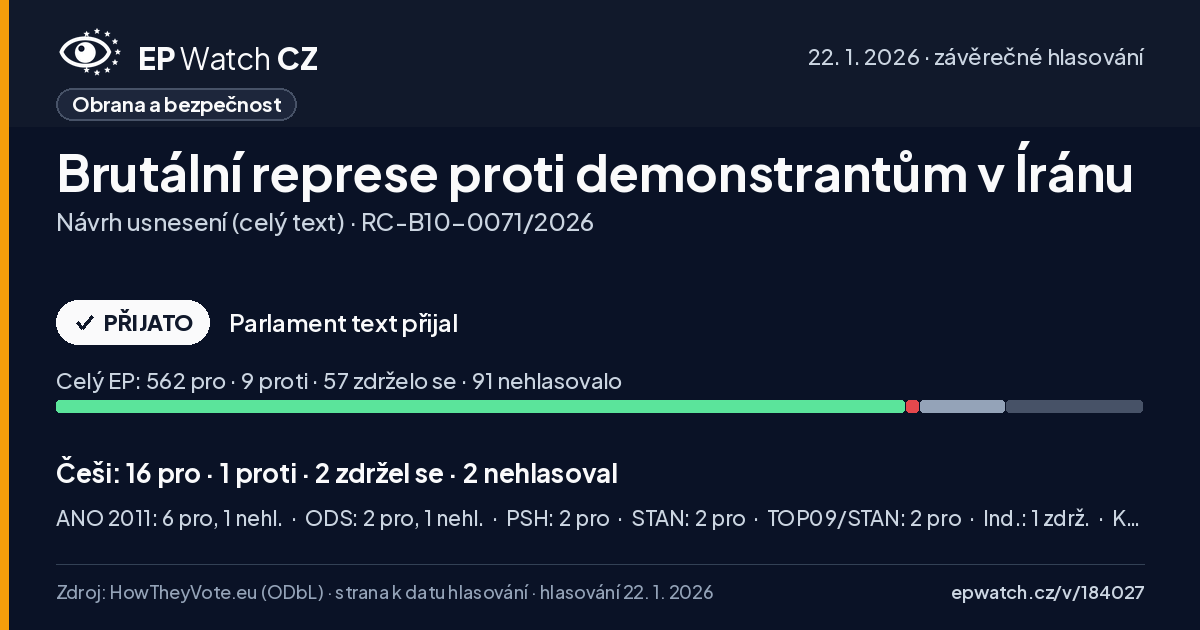 EP Watch CZ
22. 1. 2026 · závěrečné hlasování
Obrana a bezpečnost
Brutální represe proti demonstrantům v Íránu
Návrh usnesení (celý text) · RC-B10-0071/2026
✓ PŘIJATO
Parlament text přijal
Celý EP: 562 pro · 9 proti · 57 zdrželo se · 91 nehlasovalo
Češi: 16 pro · 1 proti · 2 zdržel se · 2 nehlasoval
ANO 2011: 6 pro, 1 nehl. · ODS: 2 pro, 1 nehl. · PSH: 2 pro · STAN: 2 pro · TOP09/STAN: 2 pro · Ind.: 1 zdrž. · K…
Zdroj: HowTheyVote.eu (ODbL) · strana k datu hlasování · hlasování 22. 1. 2026
epwatch.cz/v/184027